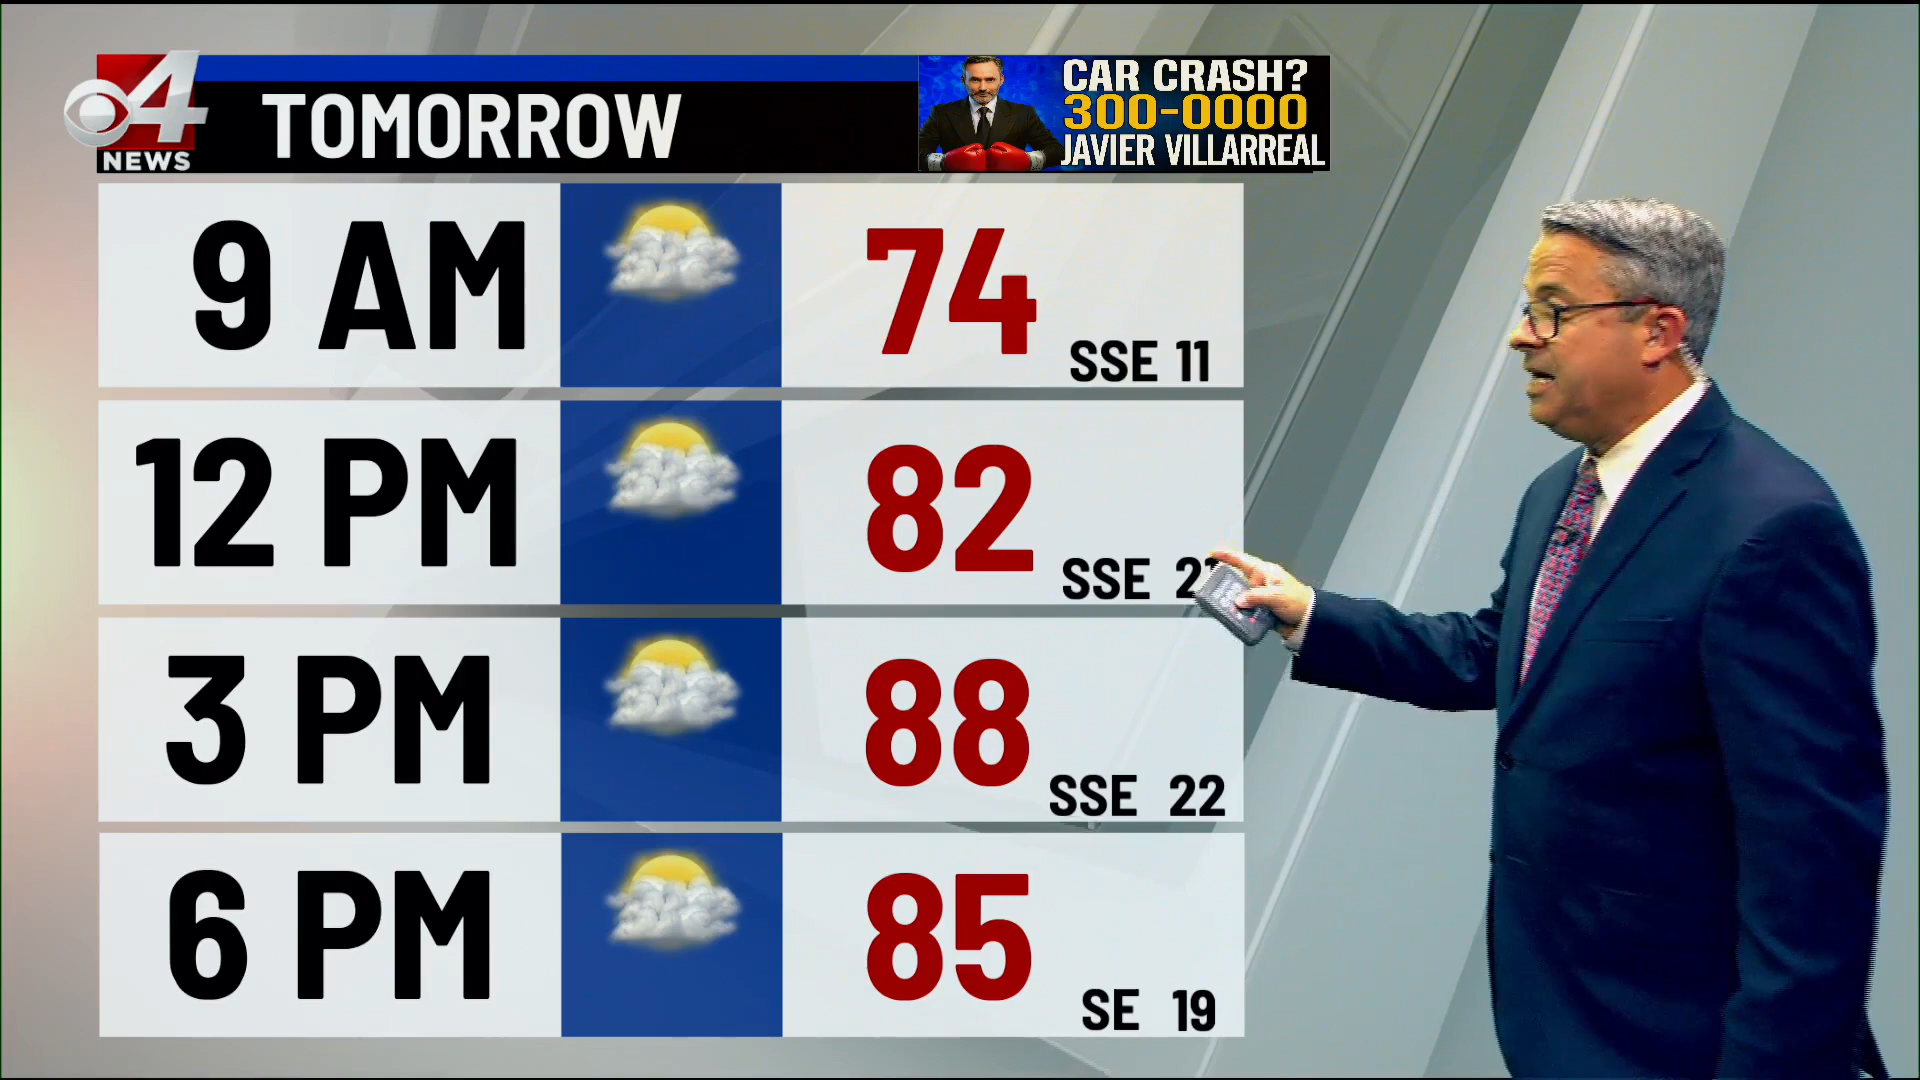 4
NEWS
TOMORROW
CAR CRASH?
300-0000
JAVIER VILLARREAL
9 AM
74
SSE 11
12 PM
82
SSE
3 PM
88
SSE 22
6 PM
85
SE 19